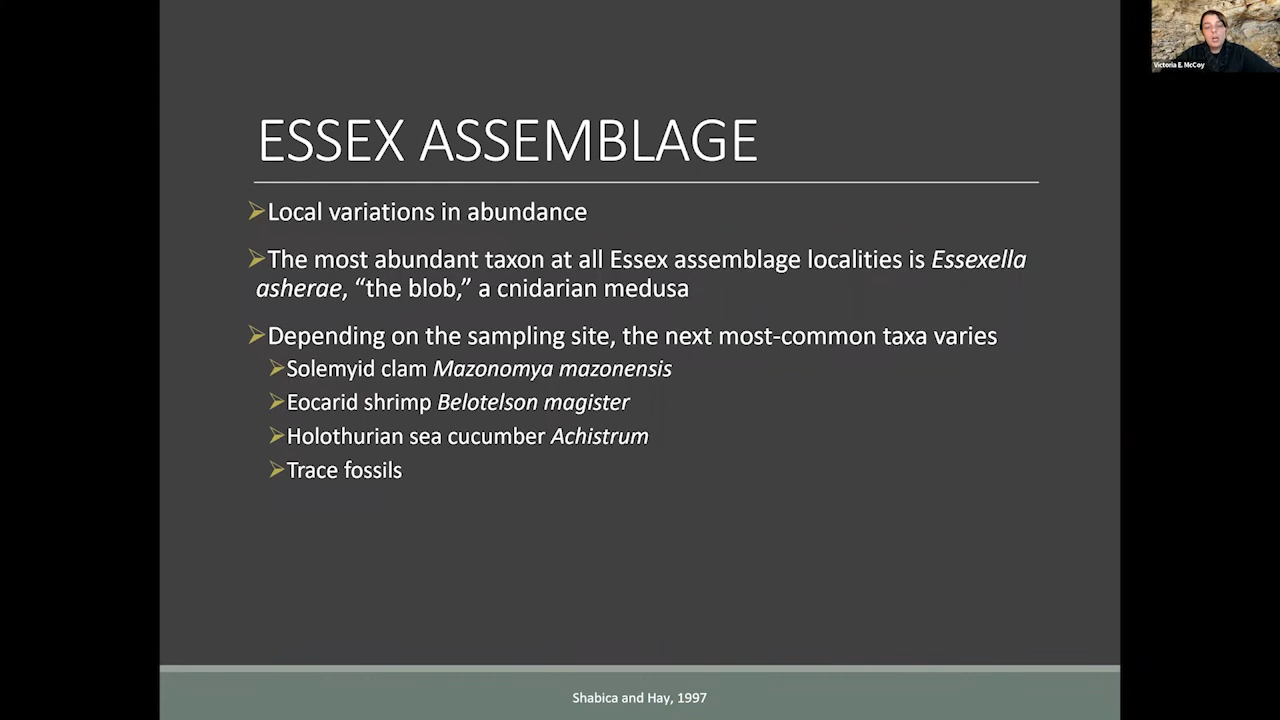 Victoria E. McCoy
ESSEX ASSEMBLAGE
Local variations in abundance
The most abundant taxon at all Essex assemblage localities is Essexella
asherae, “the blob,” a cnidarian medusa
Depending on the sampling site, the next most-common taxa varies
Solemyid clam Mazonomya mazonensis
Eocarid shrimp Belotelson magister
Holothurian sea cucumber Achistrum
Trace fossils
Shabica and Hay, 1997